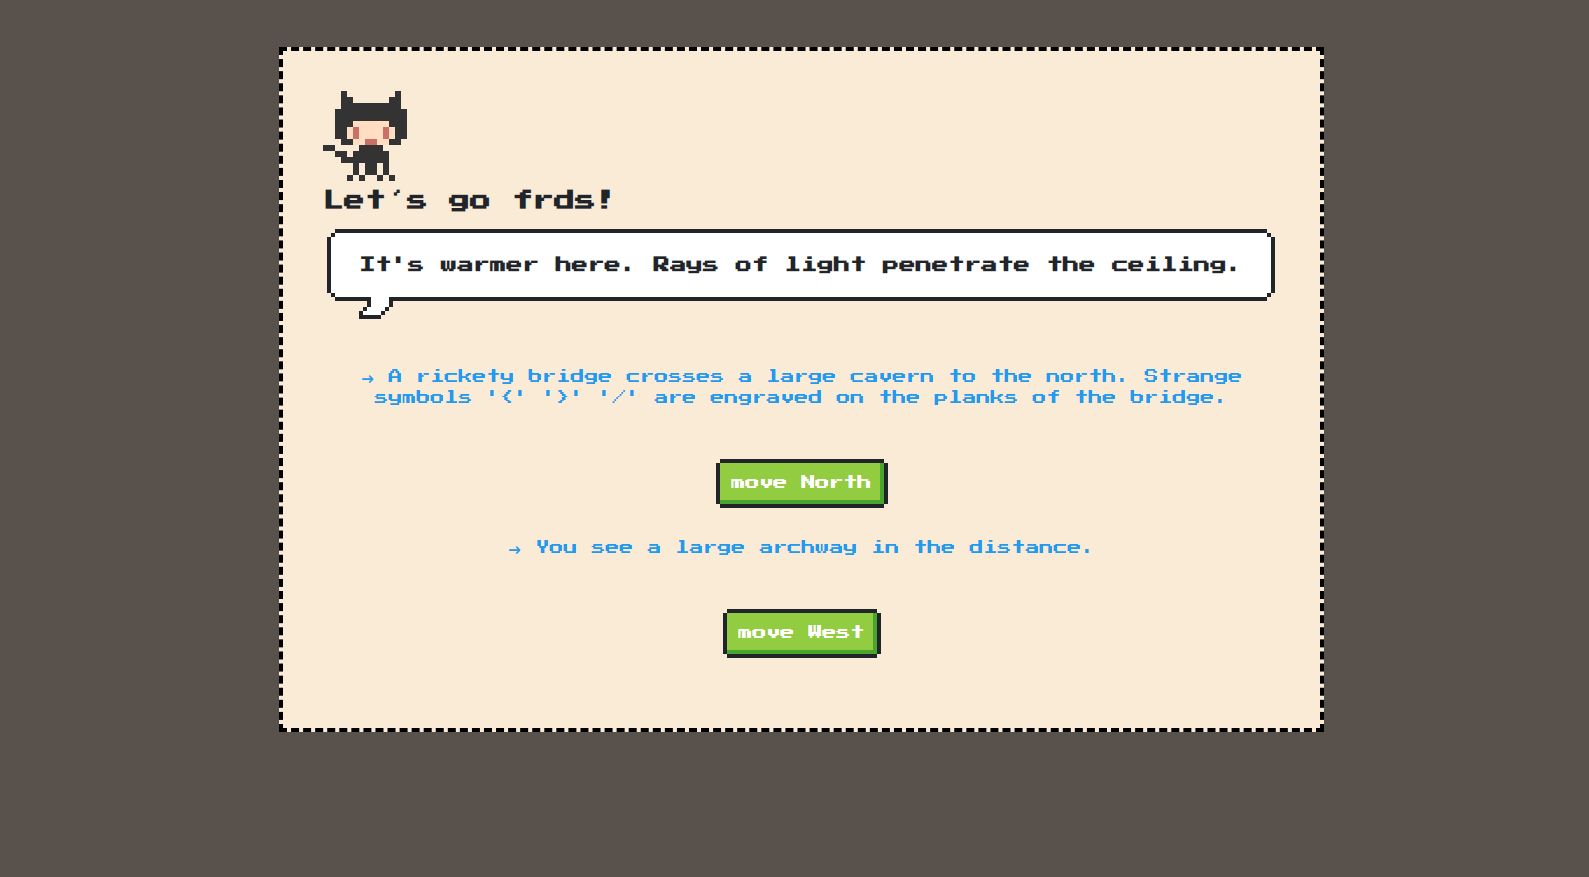 Let´s go frds!
It's warmer here. Rays of light penetrate the ceiling.
→ A rickety bridge crosses a large cavern to the north. Strange
symbols '<' '>' '/' are engraved on the planks of the bridge.
move North
→ You see a large archway in the distance.
move West